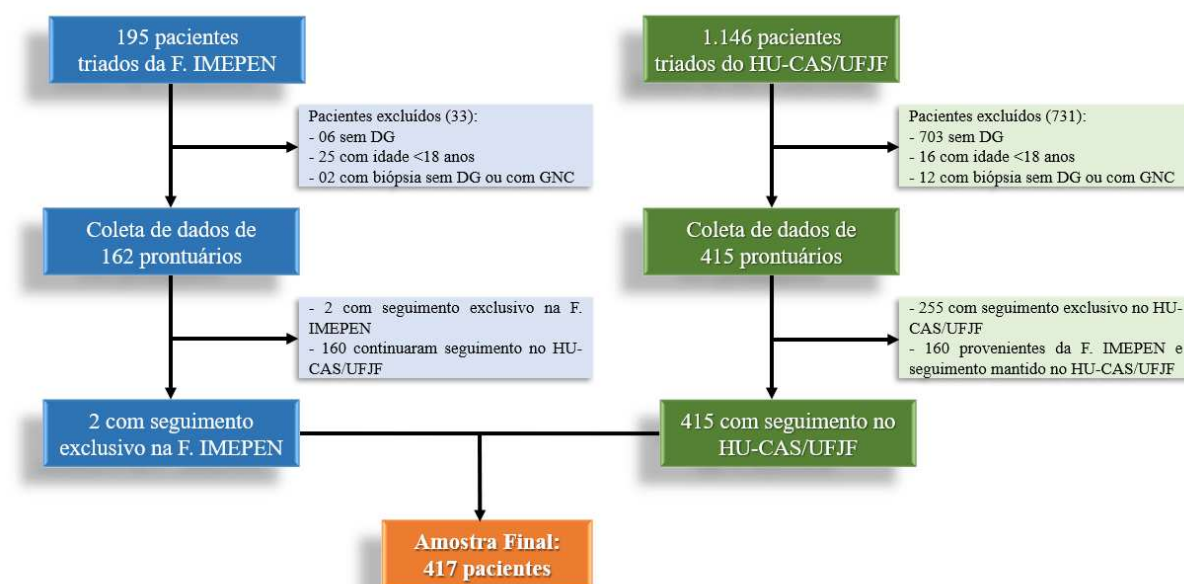 195 pacientes
triados da F. IMEPEN
1.146 pacientes
triados do HU-CAS/UFJF
Pacientes excluídos (33):
- 06 sem DG
- 25 com idade <18 anos
- 02 com biópsia sem DG ou com GNC
Pacientes excluídos (731):
- 703 sem DG
- 16 com idade <18 anos
- 12 com biópsia sem DG ou com GNC
Coleta de dados de
162 prontuários
Coleta de dados de
415 prontuários
- 2 com seguimento exclusivo na F.
IMEPEN
- 160 continuaram seguimento no HU-
CAS/UFJF
- 255 com seguimento exclusivo no HU-
CAS/UFJF
- 160 provenientes da F. IMEPEN e
seguimento mantido no HU-CAS/UFJF
2 com seguimento
exclusivo na F. IMEPEN
415 com seguimento no
HU-CAS/UFJF
Amostra Final:
417 pacientes